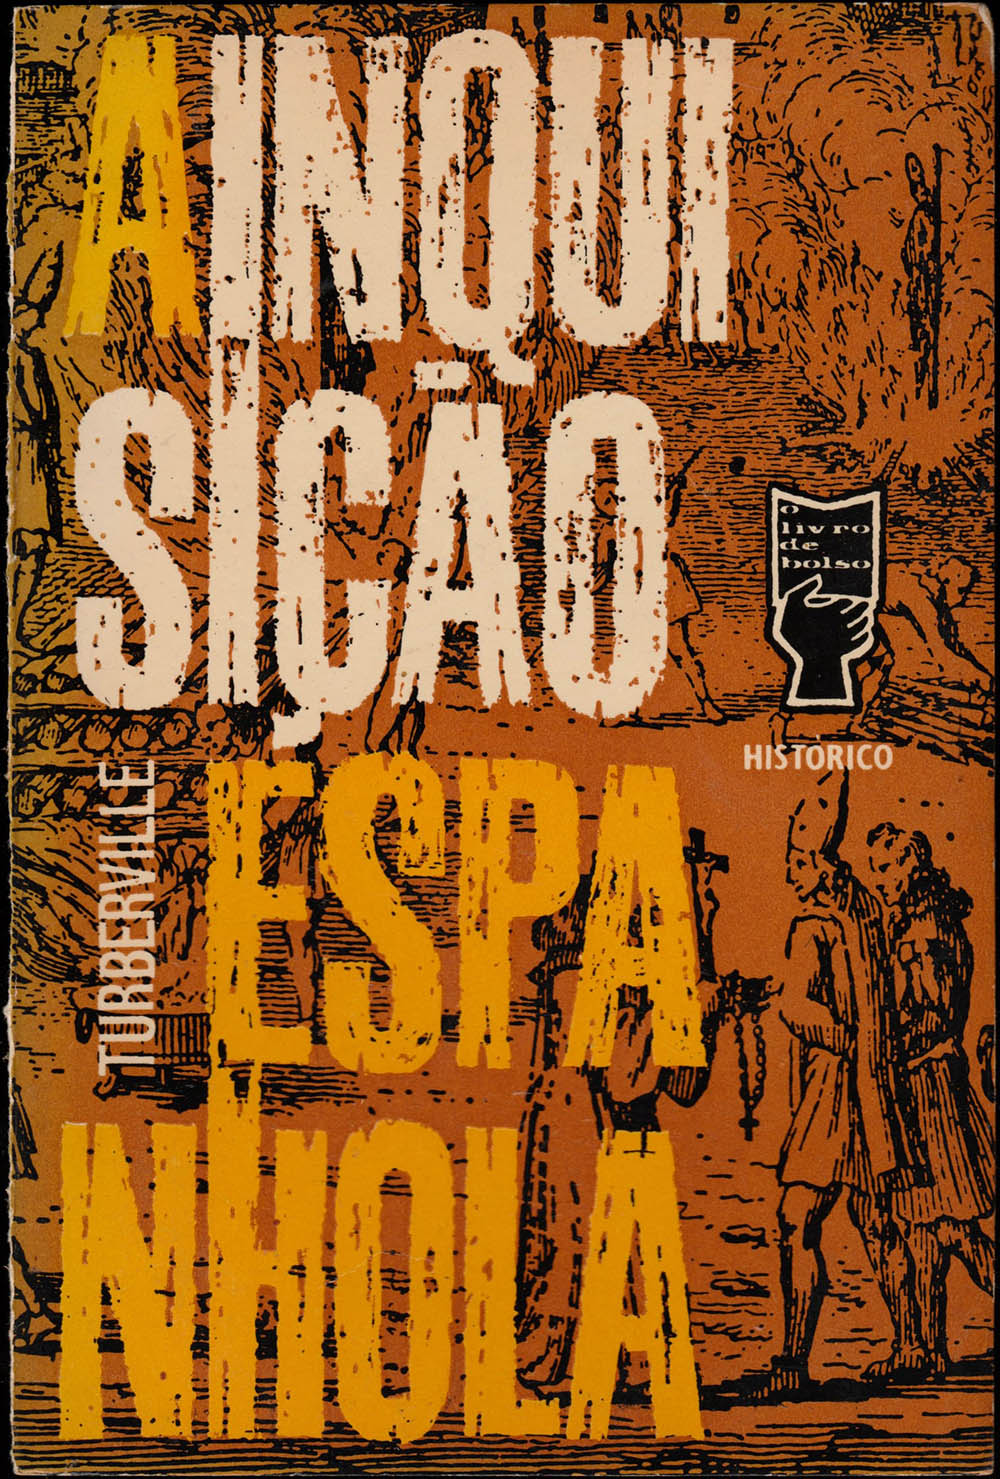 A INQUI
SIÇÃO
ESPA
NHOLA
TURBERVILLE
o
livro
de
bolso
HISTÓRICO